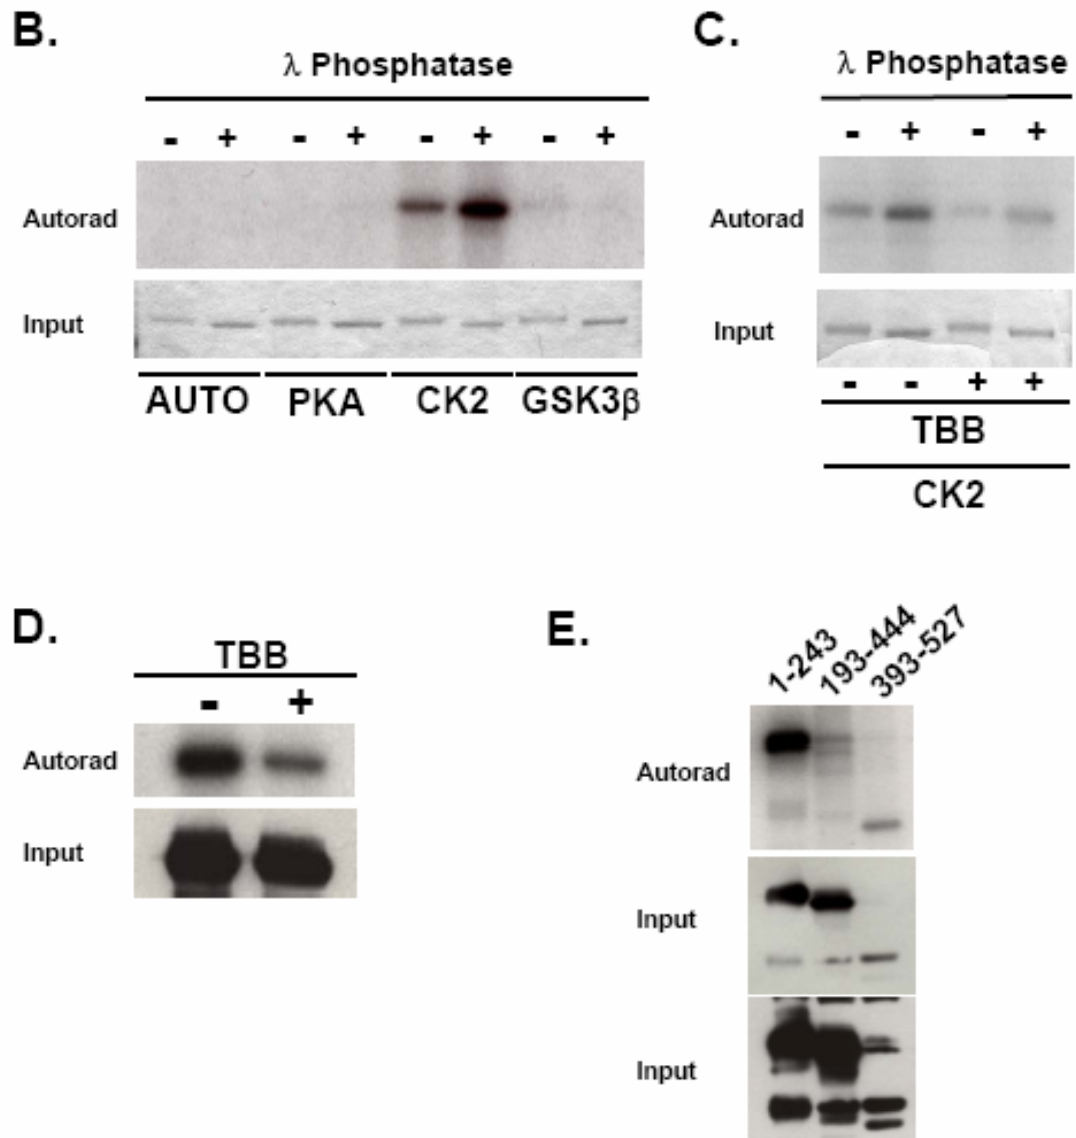 B.
λ Phosphatase
- + - + - + - +
Autorad
Input
AUTO PKA CK2 GSK3β
C.
λ Phosphatase
- + - +
Autorad
Input
- - + +
TBB
CK2
D.
TBB
- +
Autorad
Input
E.
1-243 193-444 393-527
Autorad
Input
Input